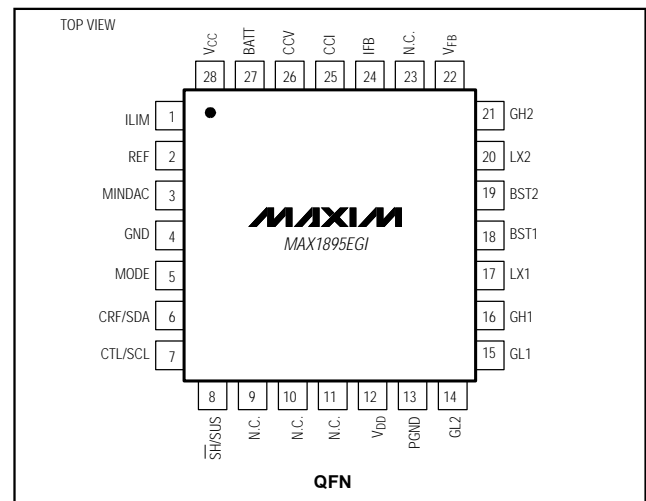 TOP VIEW
VCC
BATT
CCV
CCI
IFB
N.C.
VFB
28
27
26
25
24
23
22
ILIM 1
REF 2
MINDAC 3
GND 4
MODE 5
CRF/SDA 6
CTL/SCL 7
MAXIM
MAX1895EGI
21 GH2
20 LX2
19 BST2
18 BST1
17 LX1
16 GH1
15 GL1
8
9
10
11
12
13
14
S̅H̅/SUS
N.C.
N.C.
N.C.
VDD
PGND
GL2
QFN